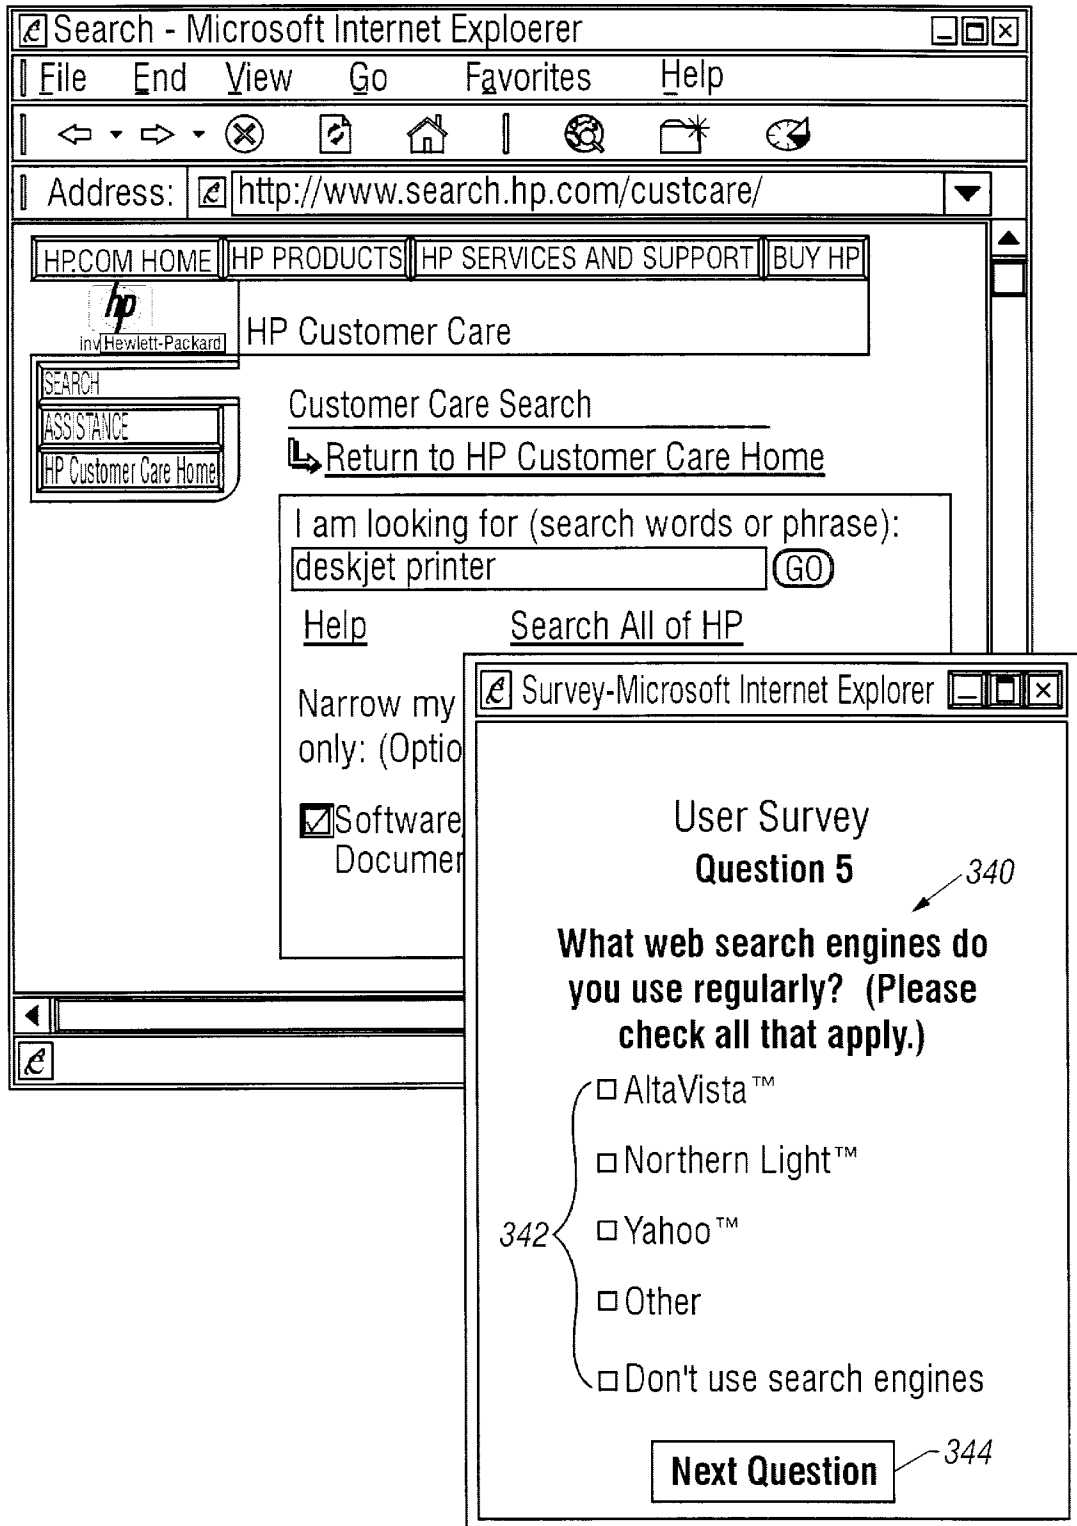 Search - Microsoft Internet Exploerer
File End View Go Favorites Help
Address: http://www.search.hp.com/custcare/
HP.COM HOME HP PRODUCTS HP SERVICES AND SUPPORT BUY HP
hp
inv Hewlett-Packard
HP Customer Care
SEARCH
ASSISTANCE
HP Customer Care Home
Customer Care Search
Return to HP Customer Care Home
I am looking for (search words or phrase):
deskjet printer GO
Help Search All of HP
Narrow my
only: (Optio
Software,
Documen
Survey-Microsoft Internet Explorer
User Survey
Question 5
340
What web search engines do
you use regularly? (Please
check all that apply.)
AltaVista™
Northern Light™
342
Yahoo™
Other
Don't use search engines
Next Question
344